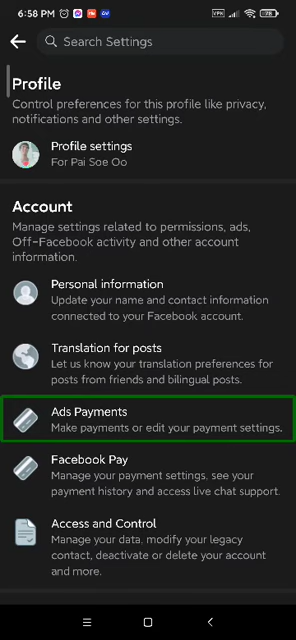 6:58 PM
VPN
78
Search Settings
Profile
Control preferences for this profile like privacy,
notifications and other settings.
Profile settings
For Pai Soe Oo
Account
Manage settings related to permissions, ads,
Off-Facebook activity and other account
information.
Personal information
Update your name and contact information
connected to your Facebook account.
Translation for posts
Let us know your translation preferences for
posts from friends and bilingual posts.
Ads Payments
Make payments or edit your payment settings.
Facebook Pay
Manage your payment settings, see your
payment history and access live chat support.
Access and Control
Manage your data, modify your legacy
contact, deactivate or delete your account
and more.